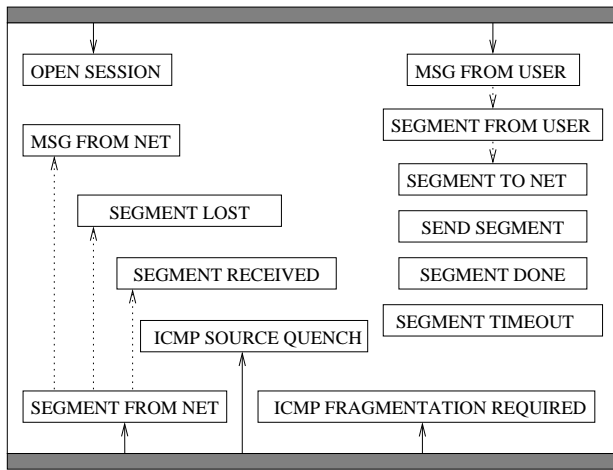 OPEN SESSION
MSG FROM USER
SEGMENT FROM USER
MSG FROM NET
SEGMENT TO NET
SEGMENT LOST
SEND SEGMENT
SEGMENT RECEIVED
SEGMENT DONE
SEGMENT TIMEOUT
ICMP SOURCE QUENCH
SEGMENT FROM NET
ICMP FRAGMENTATION REQUIRED